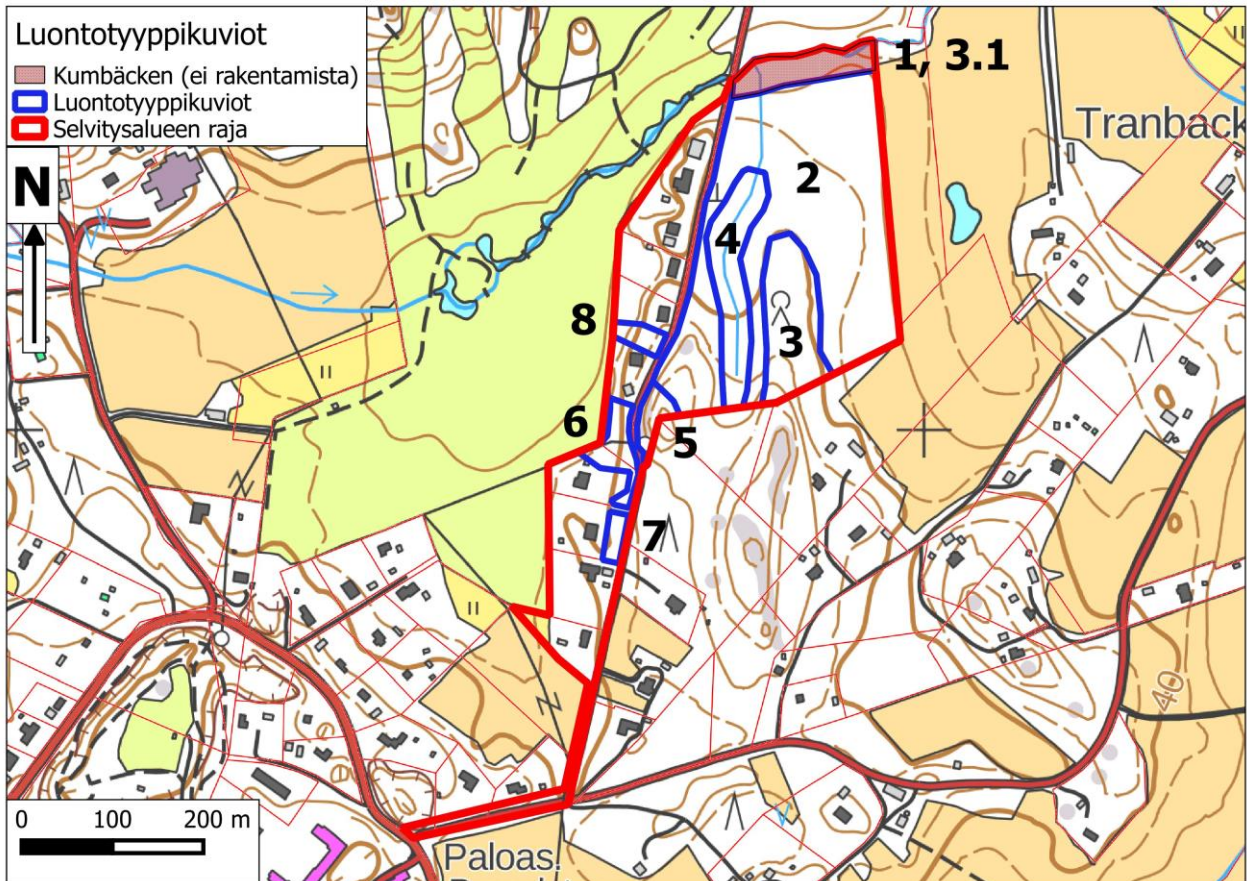 Luontotyyppikuviot
Kumbäcken (ei rakentamista)
Luontotyyppikuviot
Selvitysalueen raja
N
1, 3.1
Tranback
2
4
3
8
6
5
7
40
0 100 200 m
Paloas.